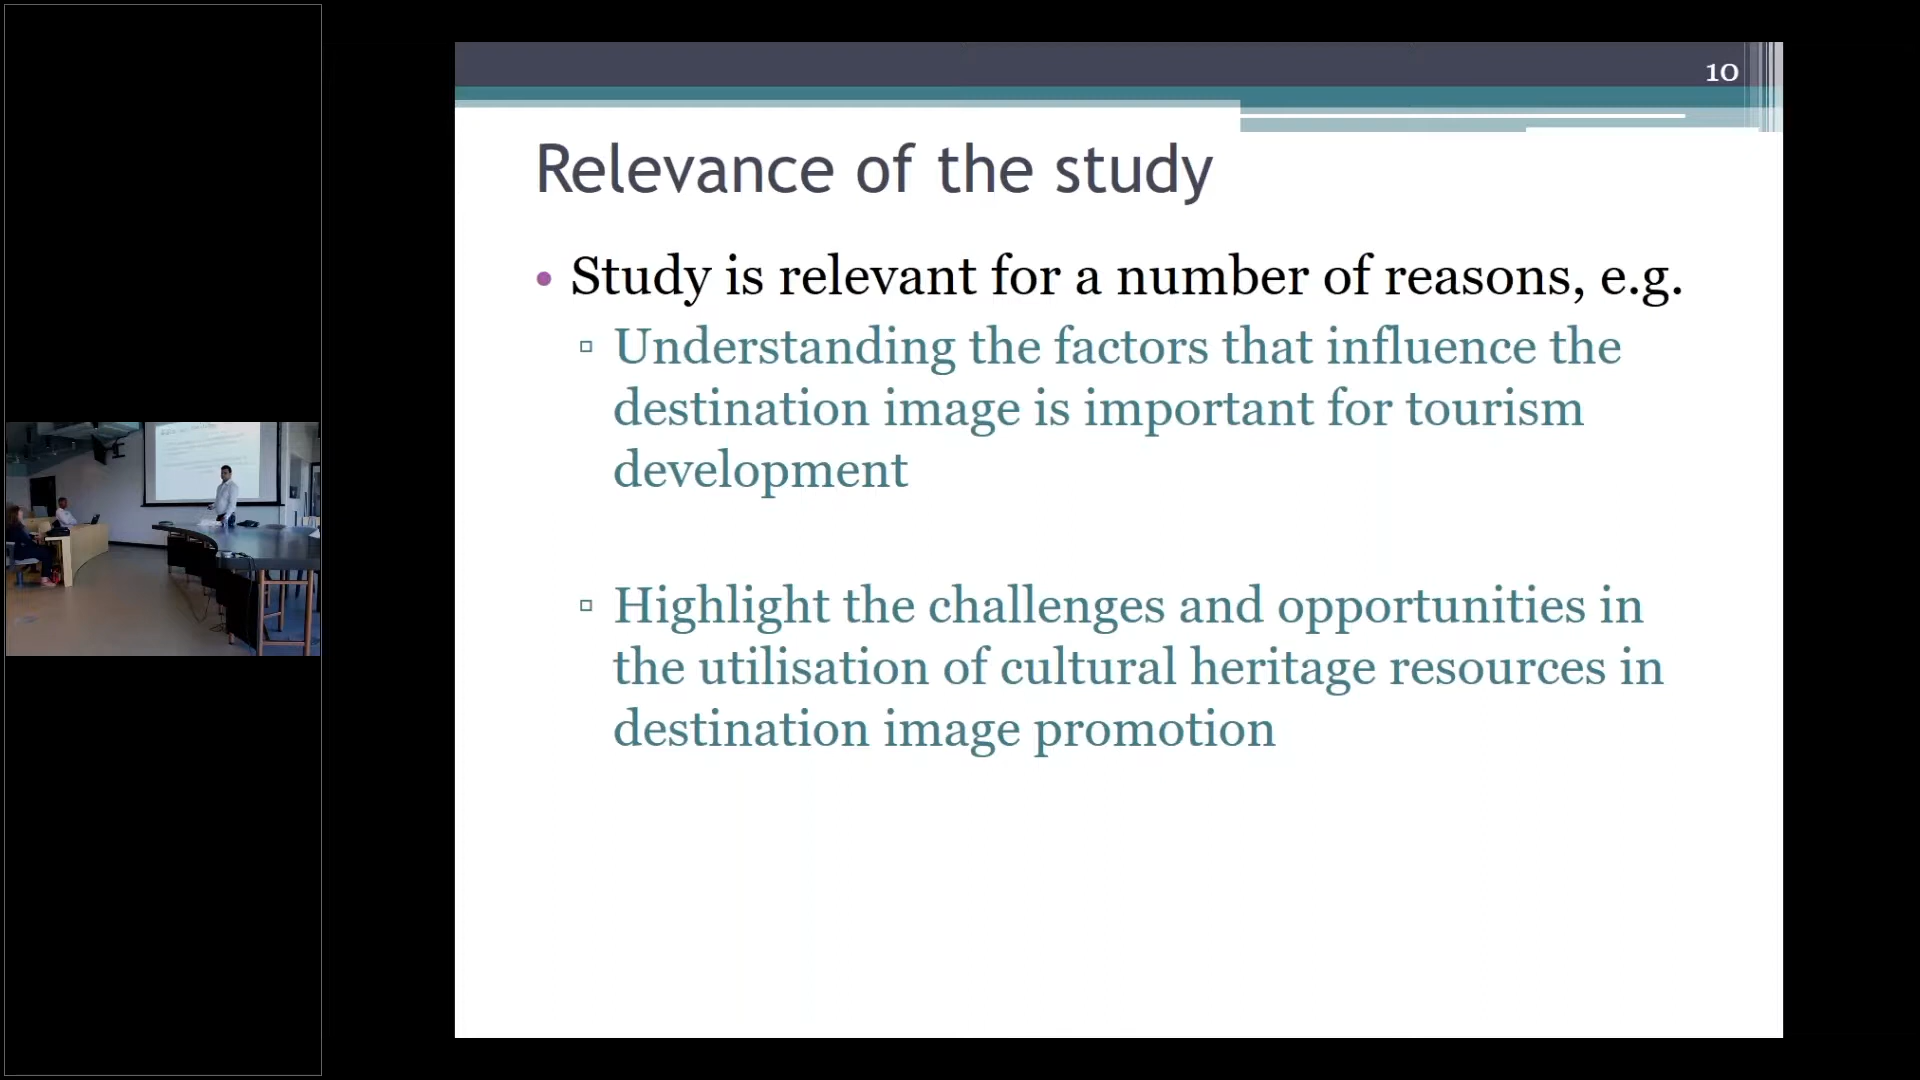 10
Relevance of the study
• Study is relevant for a number of reasons, e.g.
▫ Understanding the factors that influence the
destination image is important for tourism
development
▫ Highlight the challenges and opportunities in
the utilisation of cultural heritage resources in
destination image promotion